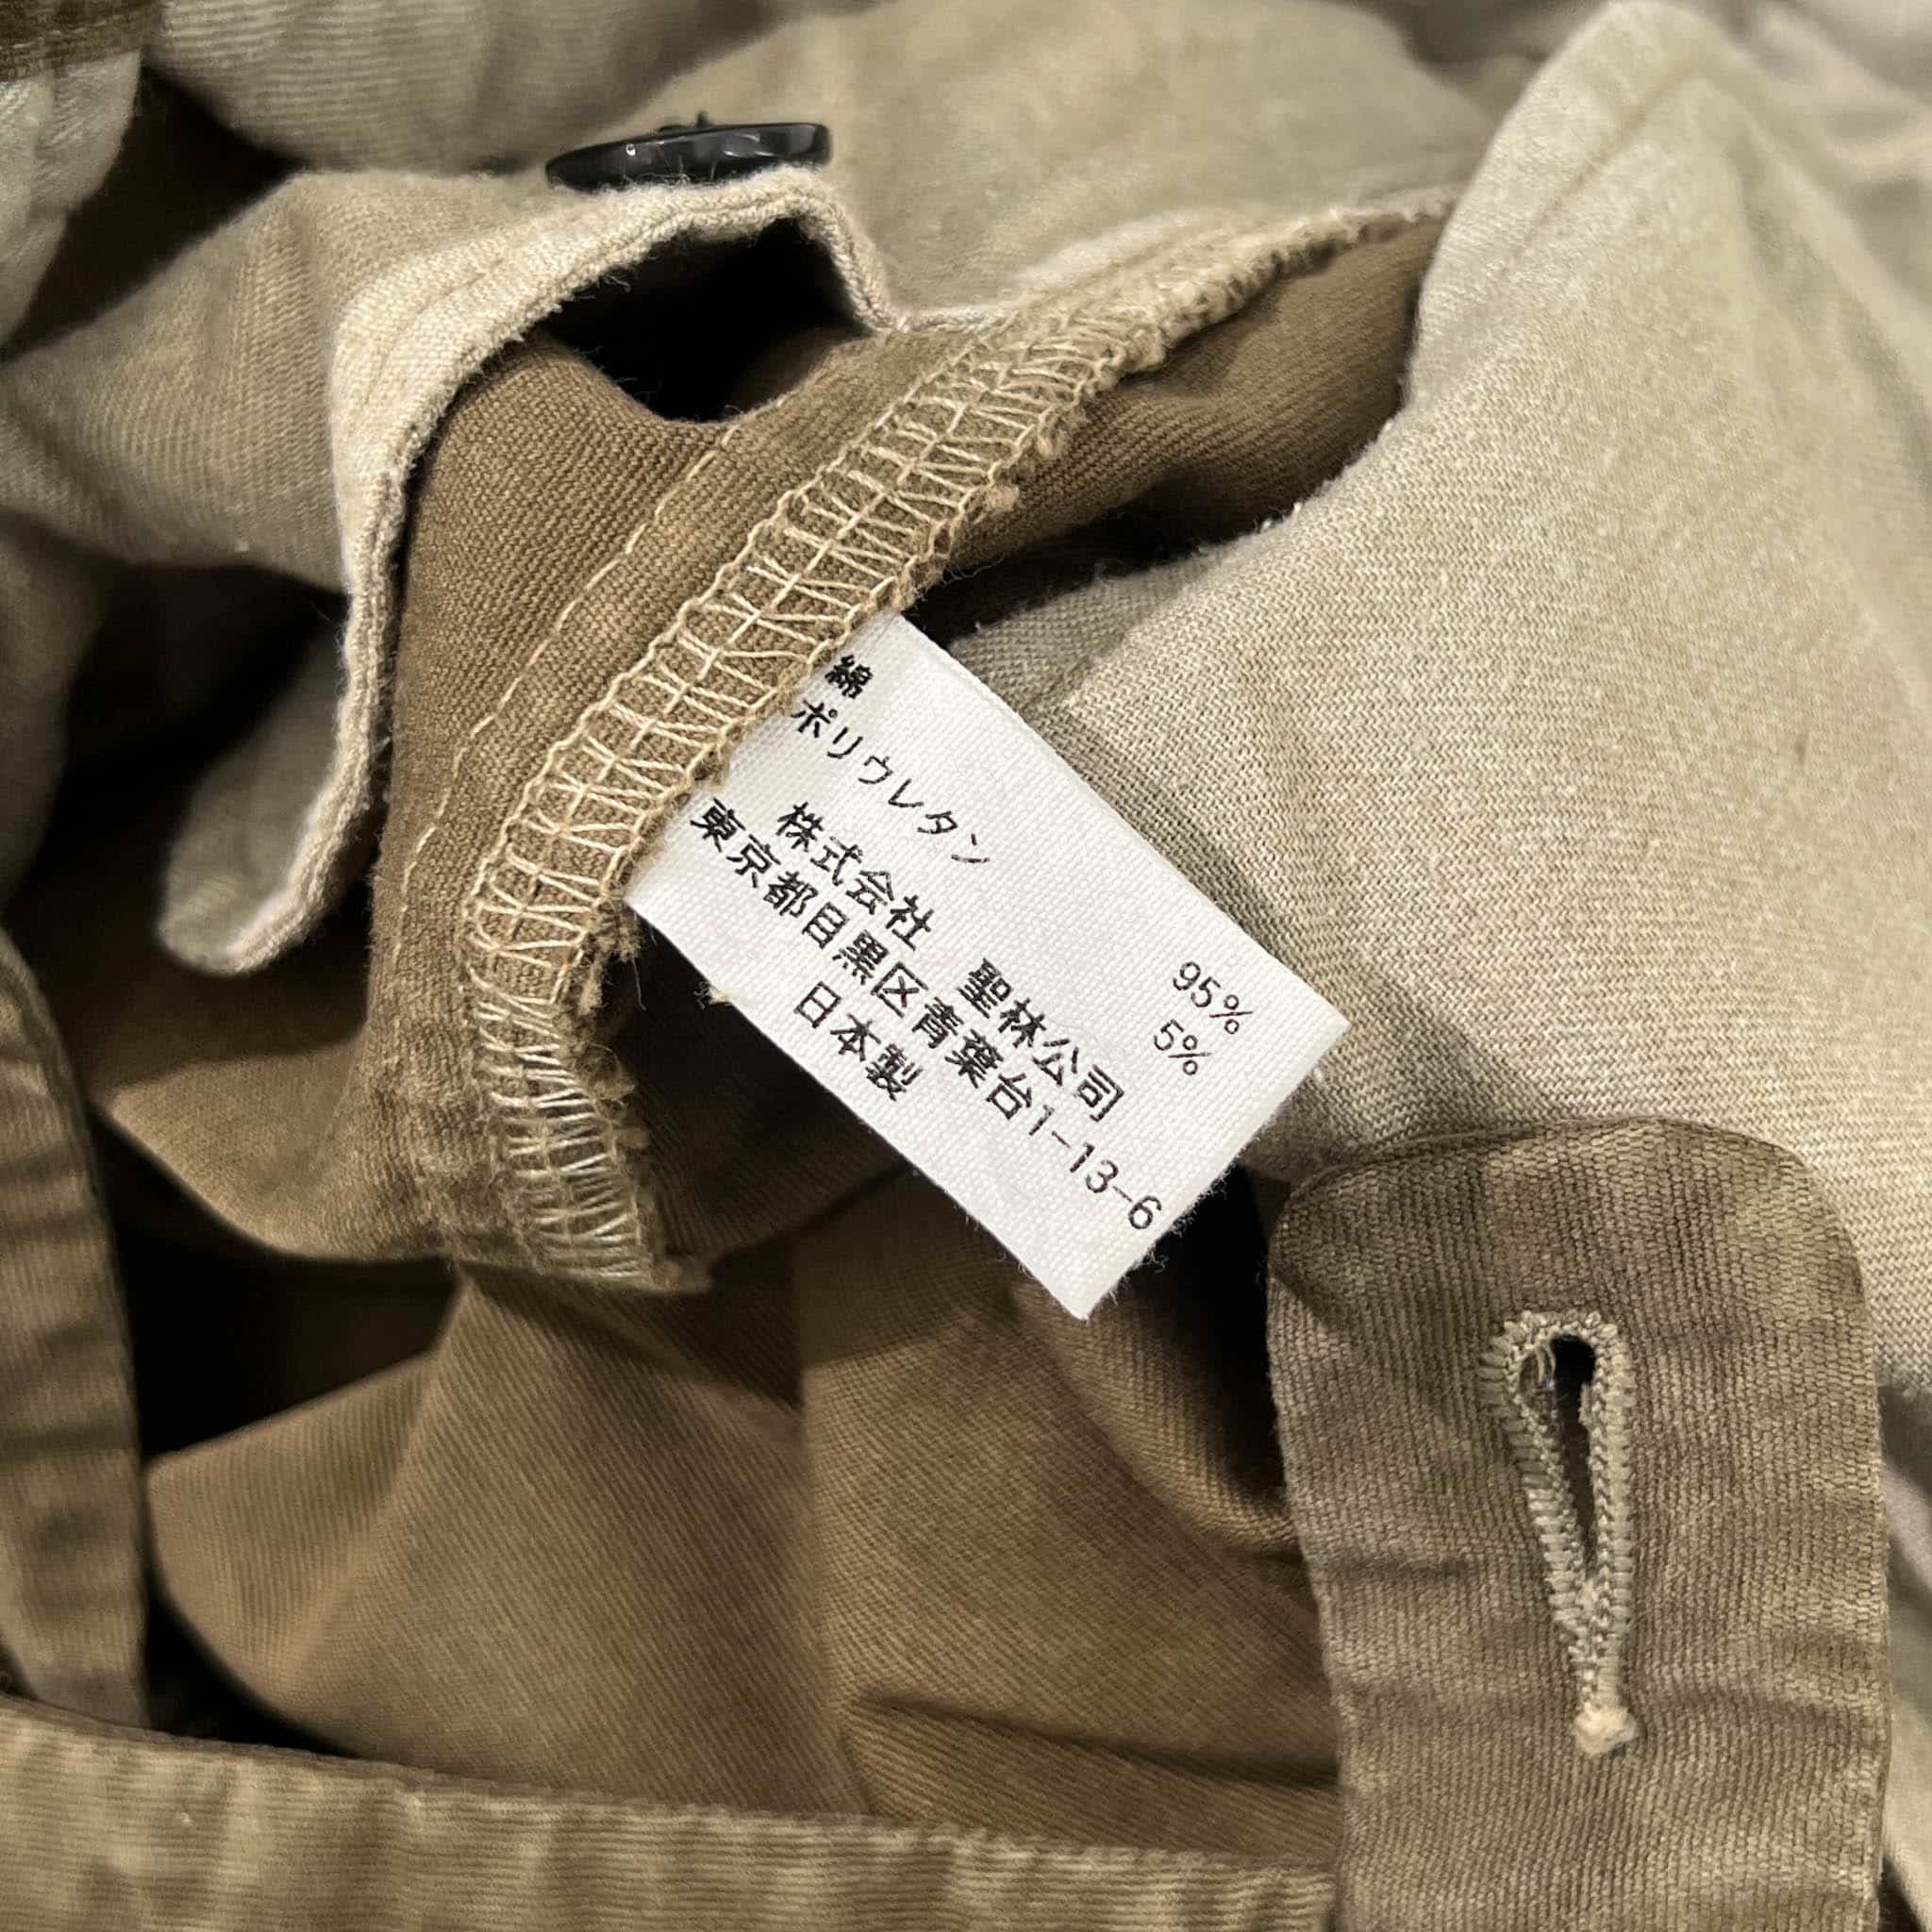 綿 95%
ポリウレタン 5%
株式会社 聖林公司
東京都目黒区青葉台1-13-6
日本製